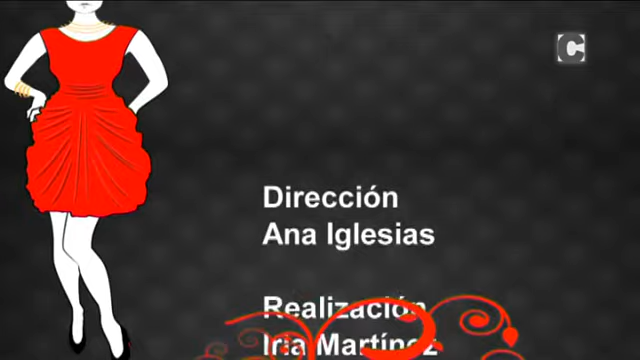 C
Dirección
Ana Iglesias
Realización
Iria Martínez